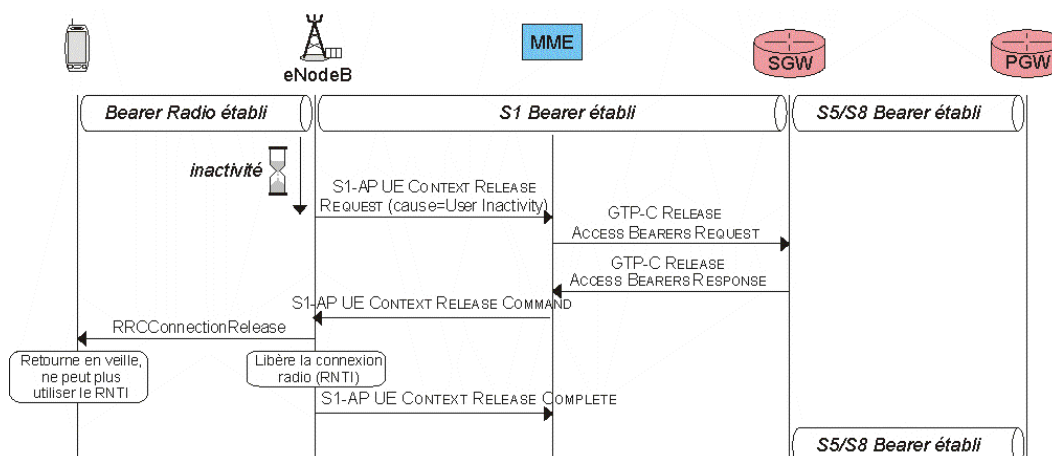 MME
SGW
PGW
eNodeB
Bearer Radio établi
S1 Bearer établi
S5/S8 Bearer établi
inactivité
S1-AP UE CONTEXT RELEASE
REQUEST (cause=User Inactivity)
GTP-C RELEASE
ACCESS BEARERS REQUEST
GTP-C RELEASE
ACCESS BEARERS RESPONSE
S1-AP UE CONTEXT RELEASE COMMAND
RRCConnectionRelease
Retourne en veille,
ne peut plus
utiliser le RNTI
Libère la connexion
radio (RNTI)
S1-AP UE CONTEXT RELEASE COMPLETE
S5/S8 Bearer établi